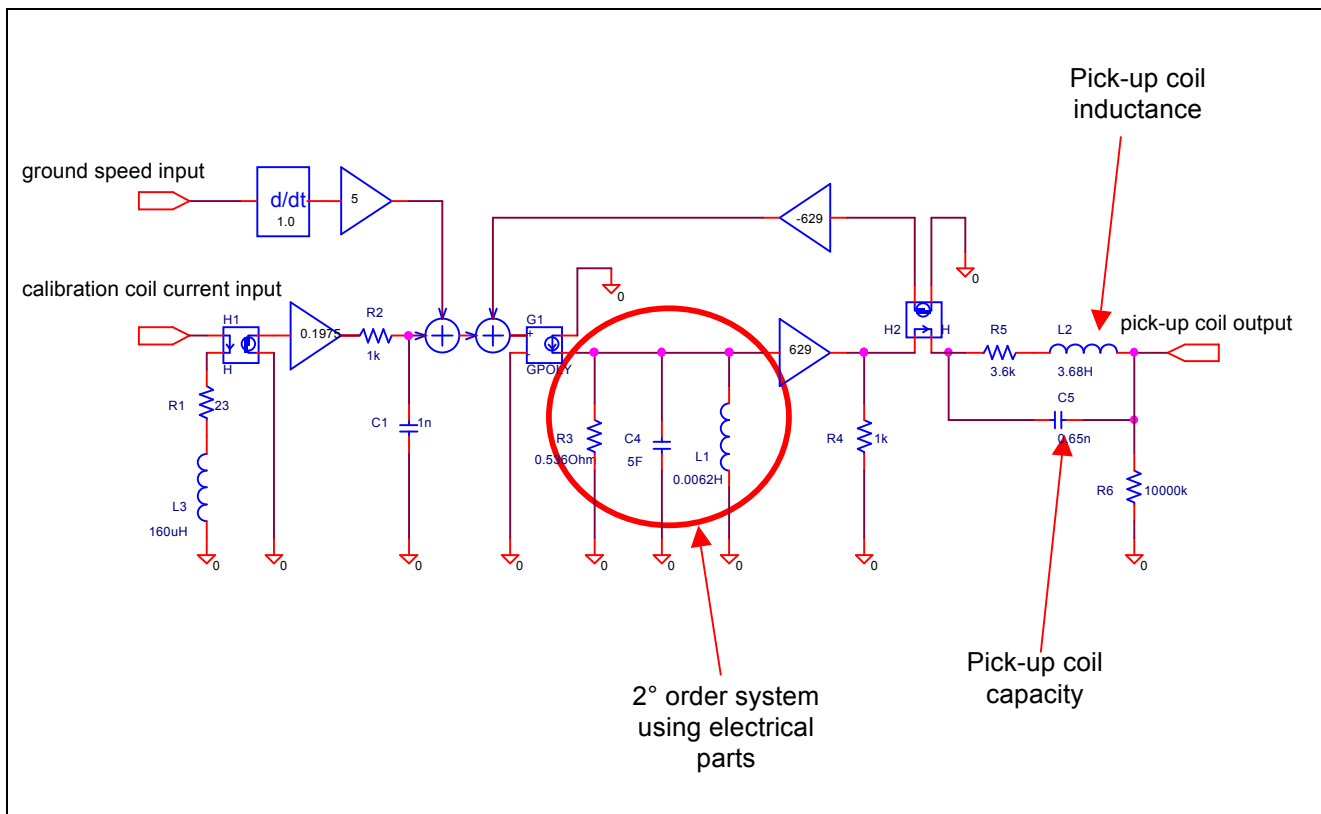 Pick-up coil
inductance
ground speed input
d/dt
1.0
5
-629
0
calibration coil current input
H1
H
0.1975
R2
1k
G1
+
-
GPOLY
0
629
H2
H
R5
3.6k
L2
3.68H
pick-up coil output
R1
23
C1
1n
R3
0.536Ohm
C4
5F
L1
0.0062H
R4
1k
C5
0.65n
R6
10000k
L3
160uH
0
0
0
0
0
0
0
0
0
Pick-up coil
capacity
2° order system
using electrical
parts